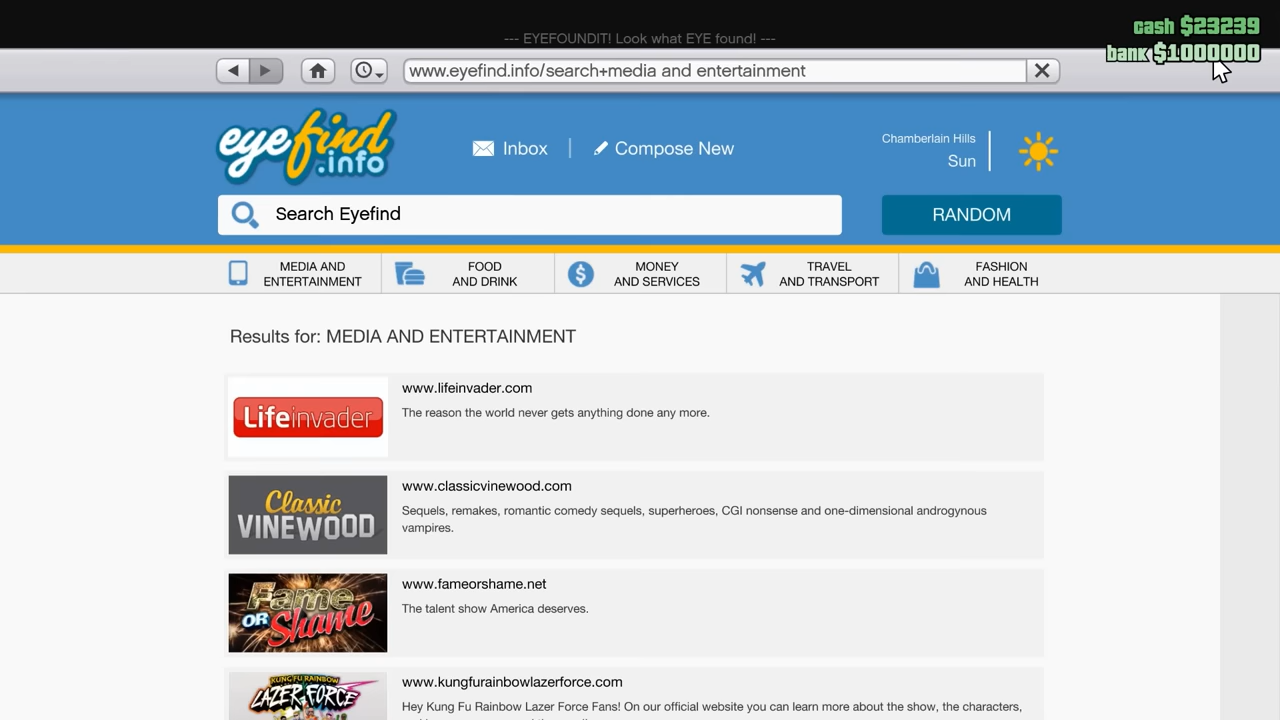 cash $23239
--- EYEFOUNDIT! Look what EYE found! ---
bank $1000000
www.eyefind.info/search+media and entertainment
eyefind
.info
Inbox
Compose New
Chamberlain Hills
Sun
Search Eyefind
RANDOM
MEDIA AND
ENTERTAINMENT
FOOD
AND DRINK
MONEY
AND SERVICES
TRAVEL
AND TRANSPORT
FASHION
AND HEALTH
Results for: MEDIA AND ENTERTAINMENT
Lifeinvader
www.lifeinvader.com
The reason the world never gets anything done any more.
Classic
VINEWOOD
www.classicvinewood.com
Sequels, remakes, romantic comedy sequels, superheroes, CGI nonsense and one-dimensional androgynous
vampires.
Fame
OR Shame
www.fameorshame.net
The talent show America deserves.
KUNG FU RAINBOW
LAZER FORCE
www.kungfurainbowlazerforce.com
Hey Kung Fu Rainbow Lazer Force Fans! On our official website you can learn more about the show, the characters,